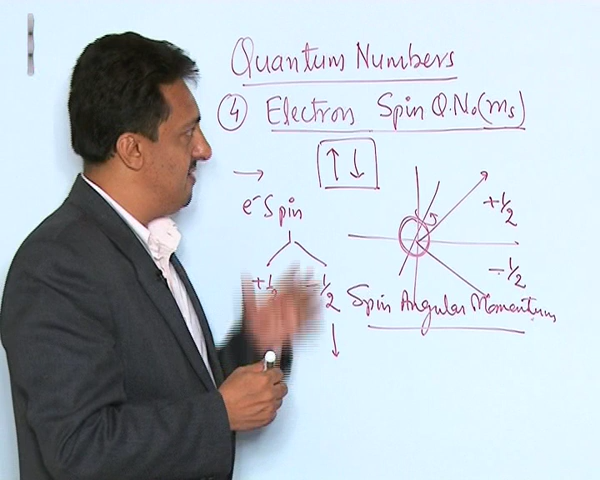 Quantum Numbers
④ Electron Spin Q.No(ms)
↑↓
→
e⁻ Spin
+½ -½
↓
+½
-½
Spin Angular Momentum